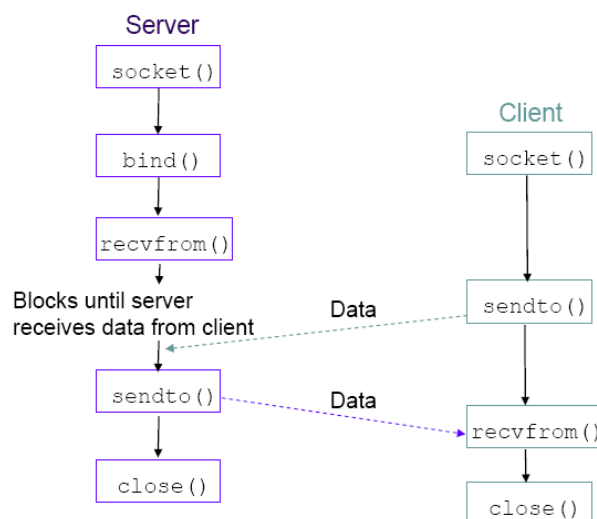 Server
socket()
bind()
recvfrom()
Blocks until server
receives data from client
sendto()
close()
Client
socket()
sendto()
recvfrom()
close()
Data
Data